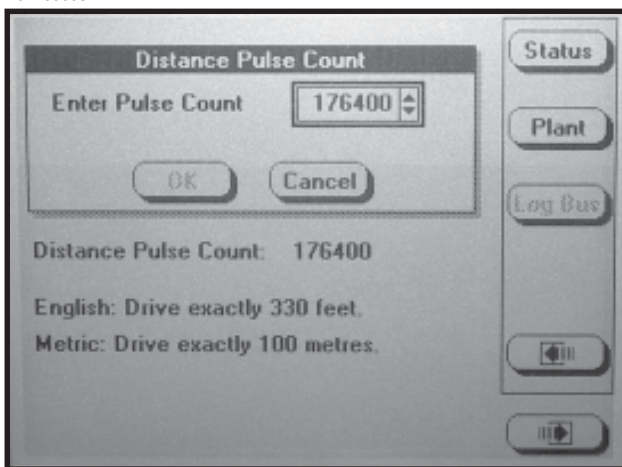 Distance Pulse Count
Enter Pulse Count 176400
OK Cancel
Distance Pulse Count: 176400
English: Drive exactly 330 feet.
Metric: Drive exactly 100 metres.
Status
Plant
Log Bus